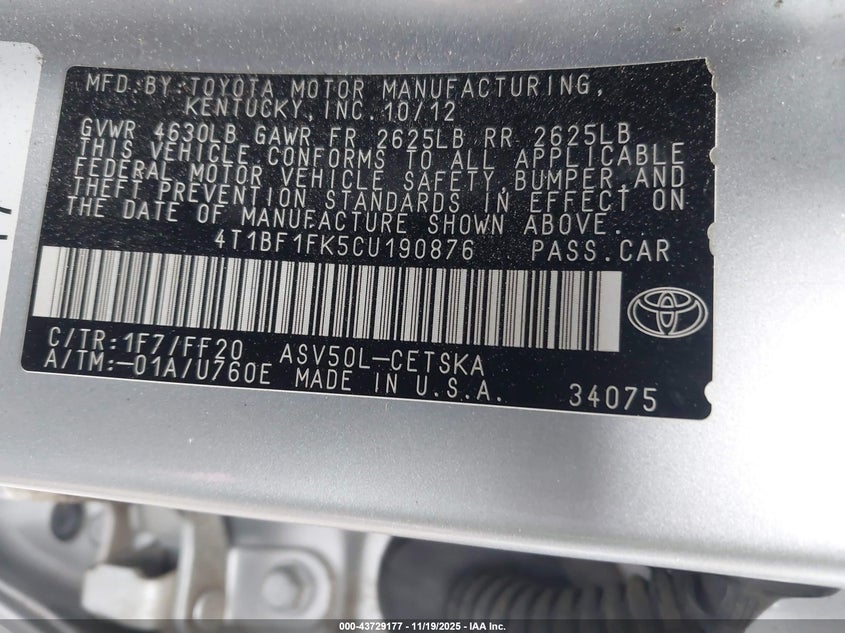 MFD.BY:TOYOTA MOTOR MANUFACTURING,
KENTUCKY,INC.10/12
GVWR 4630LB GAWR FR 2625LB RR 2625LB
THIS VEHICLE CONFORMS TO ALL APPLICABLE
FEDERAL MOTOR VEHICLE SAFETY,BUMPER,AND
THEFT PREVENTION STANDARDS IN EFFECT ON
THE DATE OF MANUFACTURE SHOWN ABOVE.
4T1BF1FK5CU190876 PASS.CAR
C/TR:1F7/FF20 ASV50L-CETSKA
A/TM:-01A/U760E MADE IN U.S.A. 34075
000-43729177 - 11/19/2025 - IAA Inc.